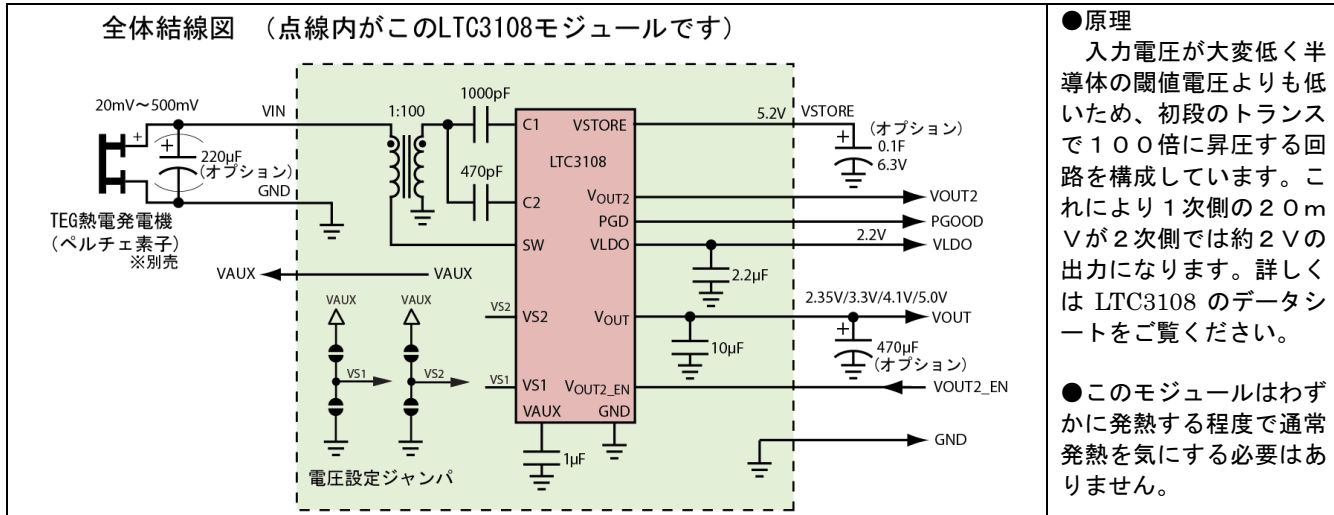 全体結線図　（点線内がこのLTC3108モジュールです）
20mV～500mV
VIN
1:100
1000pF
470pF
+
+
220µF
(オプション)
GND
TEG熱電発電機
(ペルチェ素子)
※別売
VAUX
VAUX
VAUX
VAUX
VS1
VS2
電圧設定ジャンパ
C1
VSTORE
LTC3108
C2
VOUT2
PGD
SW
VLDO
VS2
VS2
VOUT
VS1
VS1
VOUT2_EN
VAUX
GND
1µF
5.2V
VSTORE
(オプション)
+
0.1F
6.3V
VOUT2
PGOOD
2.2V
VLDO
2.2µF
2.35V/3.3V/4.1V/5.0V
VOUT
10µF
+
470µF
(オプション)
VOUT2_EN
GND
●原理
　入力電圧が大変低く半
導体の閾値電圧よりも低
いため、初段のトランス
で１００倍に昇圧する回
路を構成しています。こ
れにより１次側の２０ｍ
Ｖが２次側では約２Ｖの
出力になります。詳しく
は LTC3108 のデータシ
ートをご覧ください。
●このモジュールはわず
かに発熱する程度で通常
発熱を気にする必要はあ
りません。